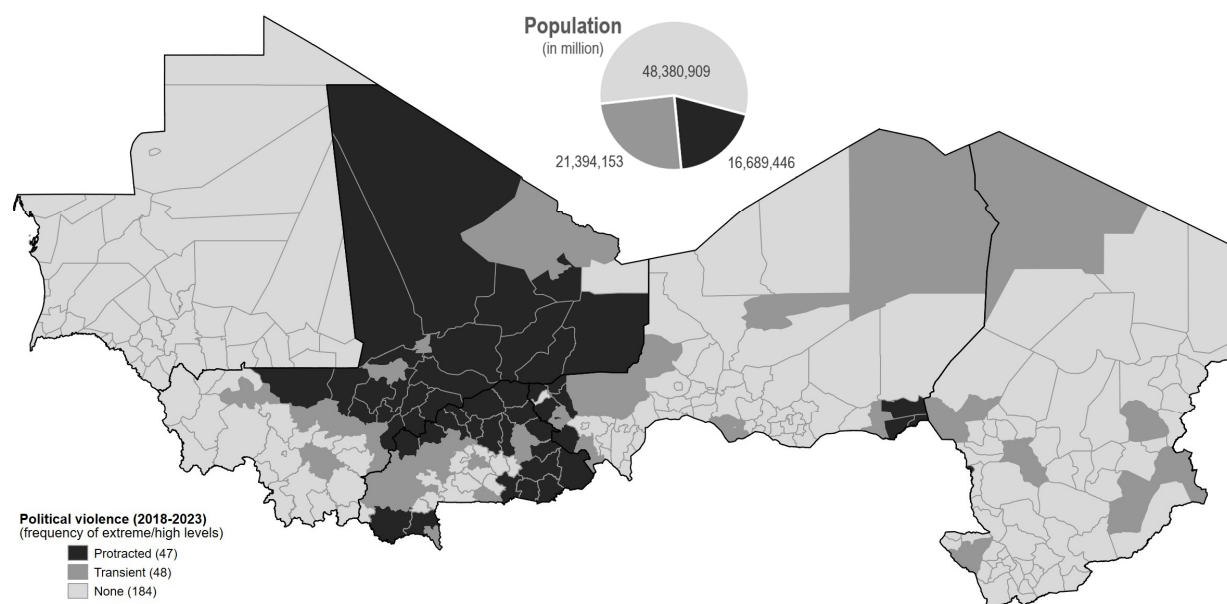 Population
(in million)
48,380,909
21,394,153
16,689,446
Political violence (2018-2023)
(frequency of extreme/high levels)
Protracted (47)
Transient (48)
None (184)